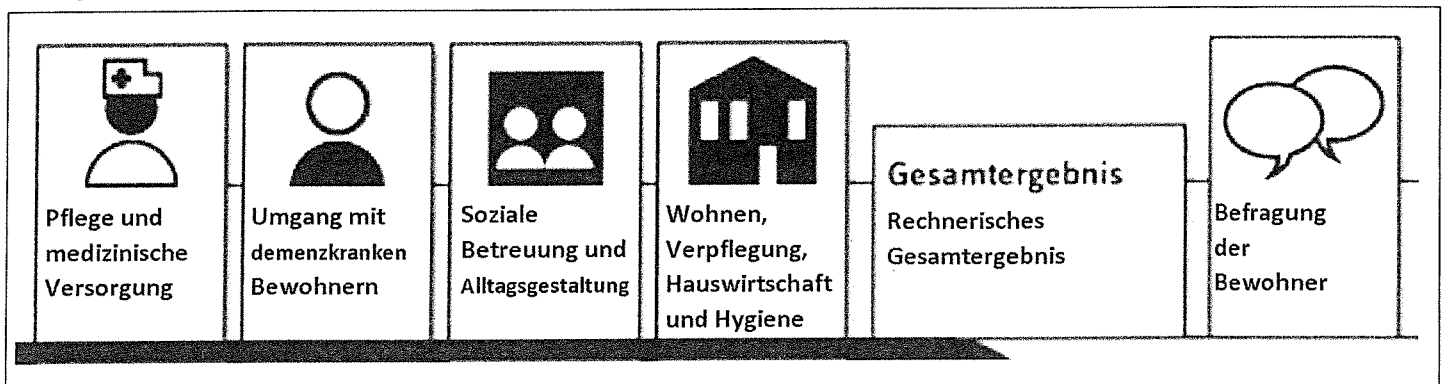 Pflege und
medizinische
Versorgung
Umgang mit
demenzkranken
Bewohnern
Soziale
Betreuung und
Alltagsgestaltung
Wohnen,
Verpflegung,
Hauswirtschaft
und Hygiene
Gesamtergebnis
Rechnerisches
Gesamtergebnis
Befragung
der
Bewohner